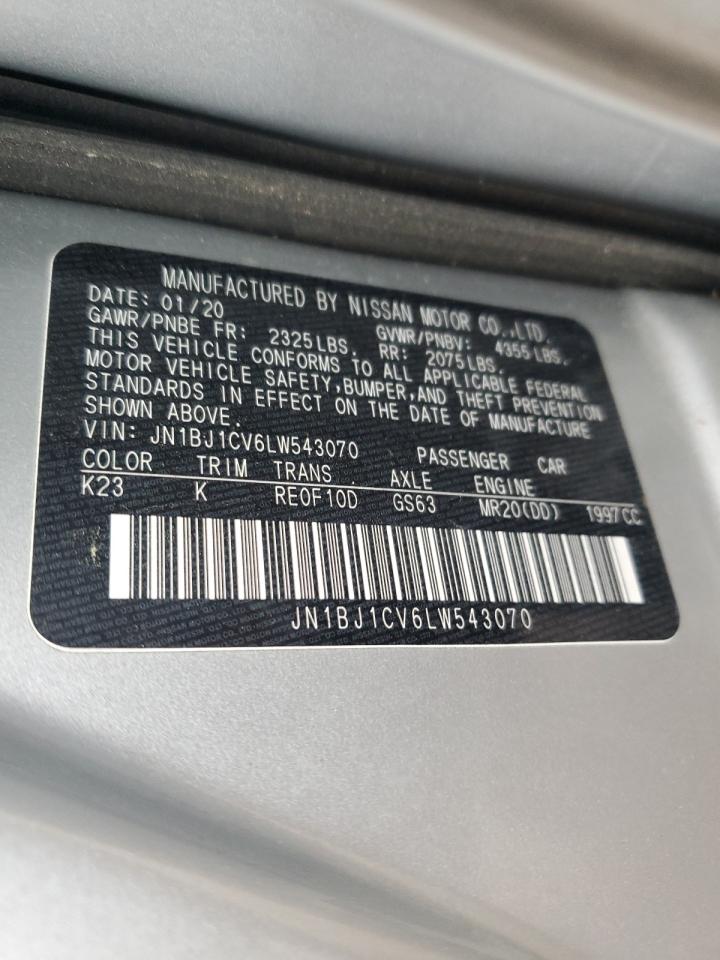 MANUFACTURED BY NISSAN MOTOR CO.,LTD.
DATE: 01/20 GVWR/PNBV: 4355LBS.
GAWR/PNBE FR: 2325LBS. RR: 2075LBS.
THIS VEHICLE CONFORMS TO ALL APPLICABLE FEDERAL
MOTOR VEHICLE SAFETY,BUMPER,AND THEFT PREVENTION
STANDARDS IN EFFECT ON THE DATE OF MANUFACTURE
SHOWN ABOVE.
VIN: JN1BJ1CV6LW543070 PASSENGER CAR
COLOR TRIM TRANS AXLE ENGINE
K23 K RE0F10D GS63 MR20(DD) 1997CC
JN1BJ1CV6LW543070